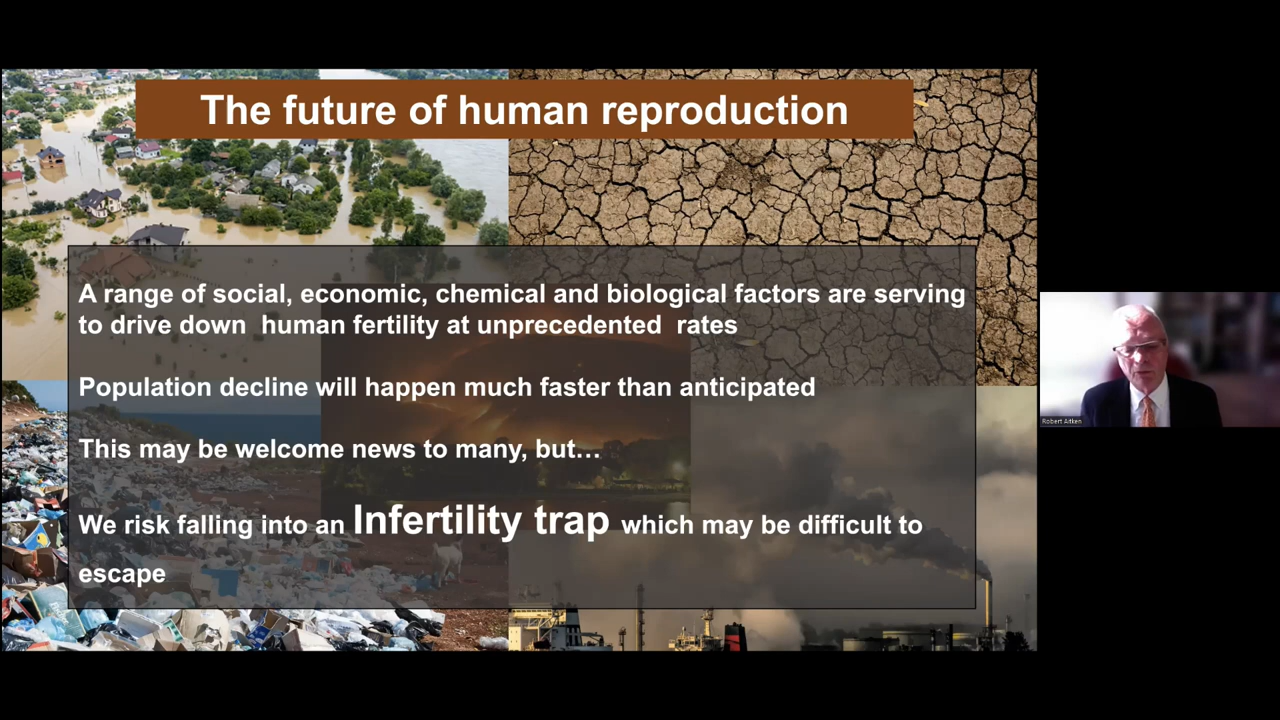 The future of human reproduction
A range of social, economic, chemical and biological factors are serving
to drive down  human fertility at unprecedented  rates
Population decline will happen much faster than anticipated
This may be welcome news to many, but…
We risk falling into an Infertility trap which may be difficult to
escape
Robert Aitken